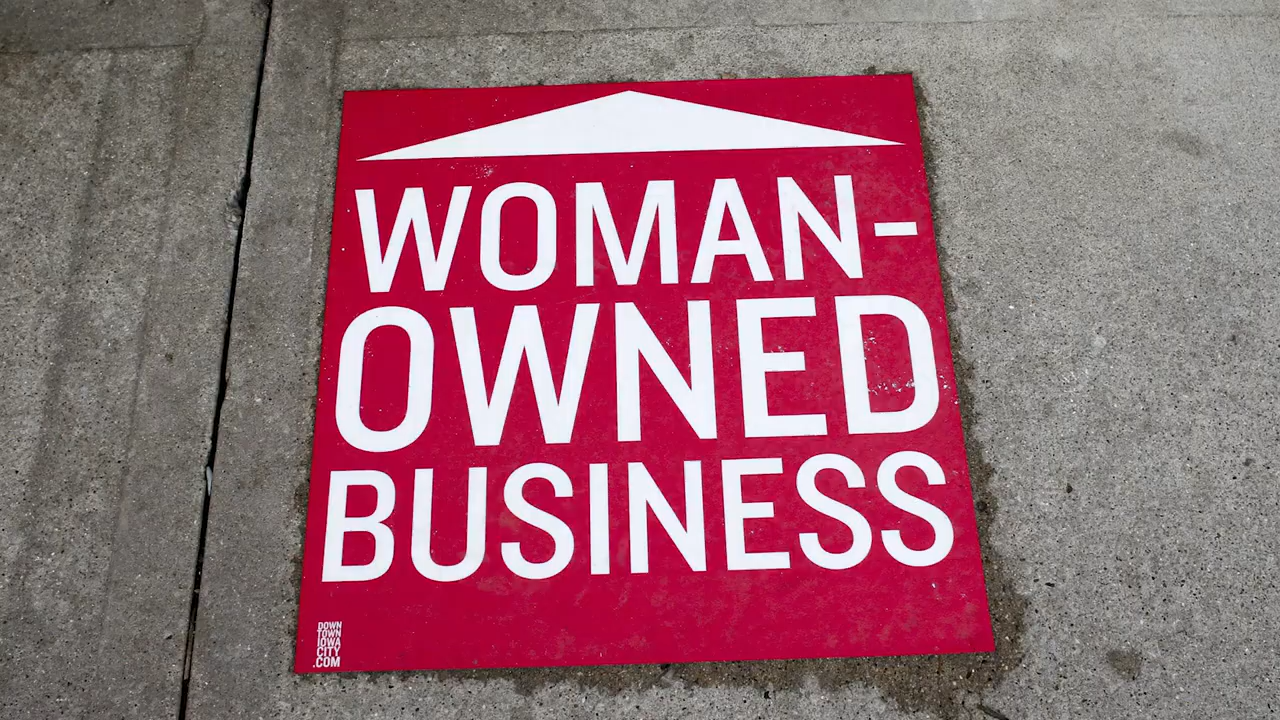 WOMAN-
OWNED
BUSINESS
DOWN
TOWN
IOWA
CITY
.COM